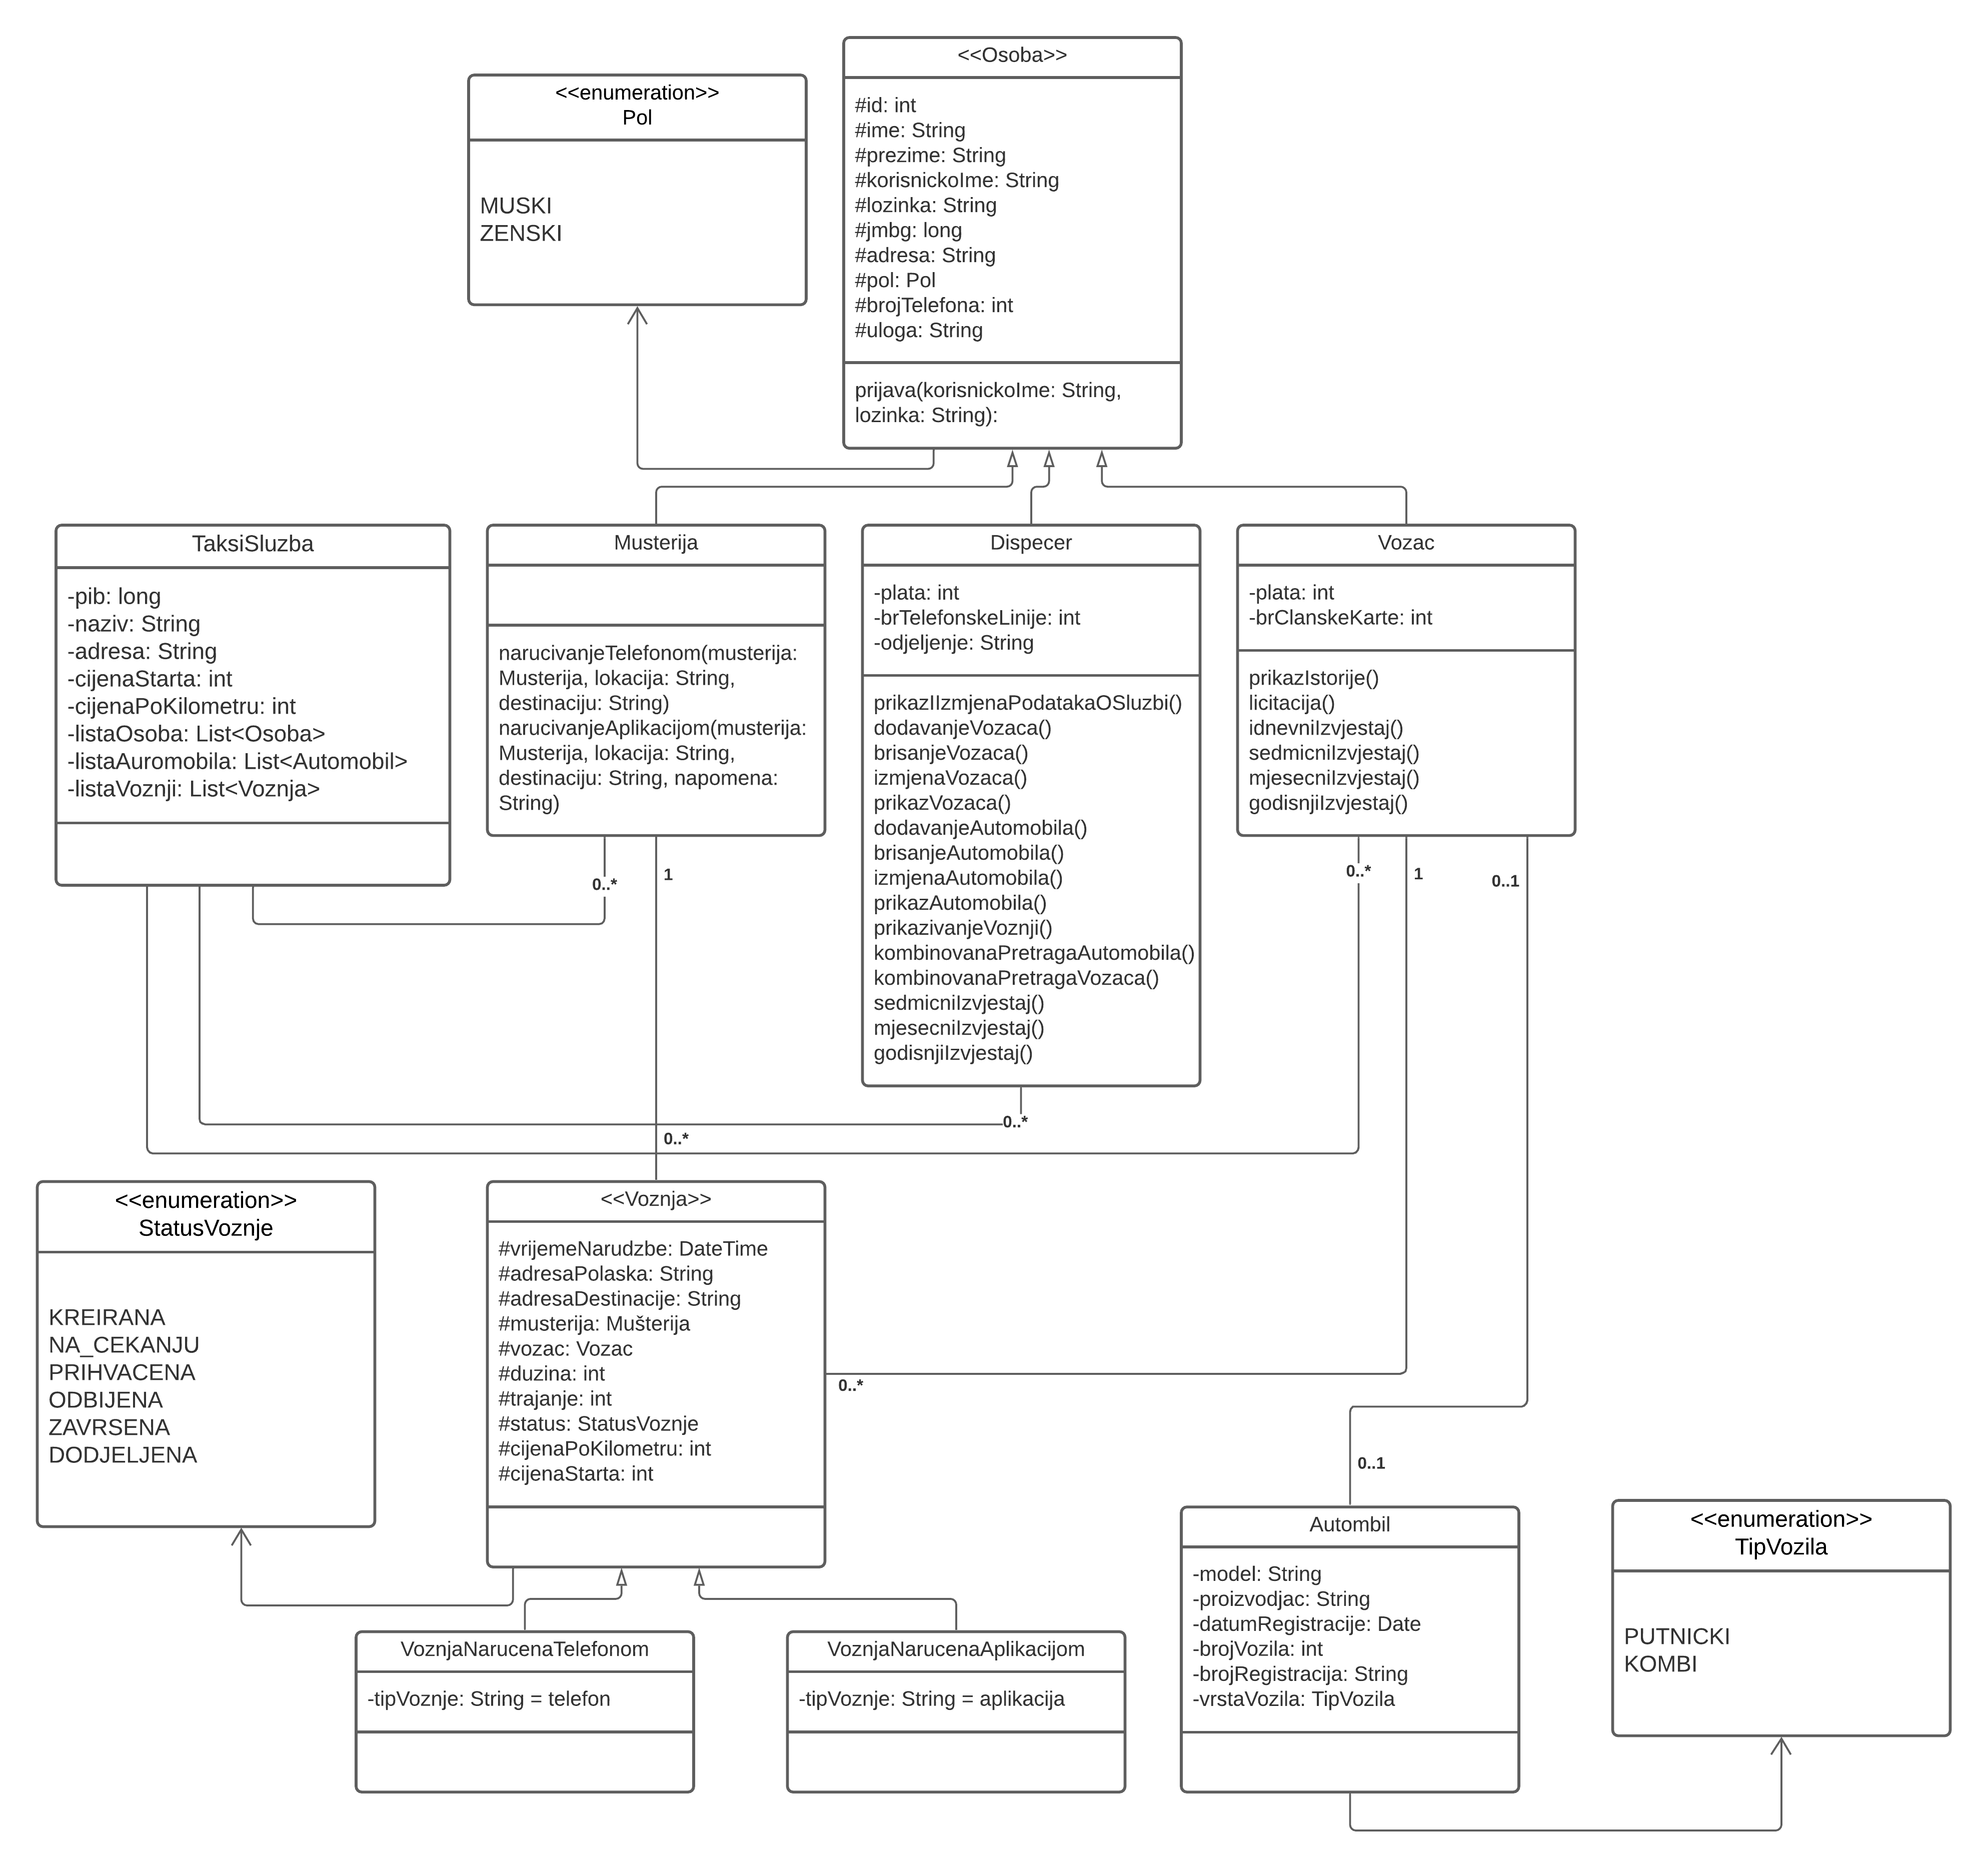 <<Osoba>>
#id: int
#ime: String
#prezime: String
#korisnickoIme: String
#lozinka: String
#jmbg: long
#adresa: String
#pol: Pol
#brojTelefona: int
#uloga: String
prijava(korisnickoIme: String,
lozinka: String):
<<enumeration>>
Pol
MUSKI
ZENSKI
TaksiSluzba
-pib: long
-naziv: String
-adresa: String
-cijenaStarta: int
-cijenaPoKilometru: int
-listaOsoba: List<Osoba>
-listaAuromobila: List<Automobil>
-listaVoznji: List<Voznja>
Musterija
narucivanjeTelefonom(musterija:
Musterija, lokacija: String,
destinaciju: String)
narucivanjeAplikacijom(musterija:
Musterija, lokacija: String,
destinaciju: String, napomena:
String)
Dispecer
-plata: int
-brTelefonskeLinije: int
-odjeljenje: String
prikazIIzmjenaPodatakaOSluzbi()
dodavanjeVozaca()
brisanjeVozaca()
izmjenaVozaca()
prikazVozaca()
dodavanjeAutomobila()
brisanjeAutomobila()
izmjenaAutomobila()
prikazAutomobila()
prikazivanjeVoznji()
kombinovanaPretragaAutomobila()
kombinovanaPretragaVozaca()
sedmicniIzvjestaj()
mjesecniIzvjestaj()
godisnjiIzvjestaj()
Vozac
-plata: int
-brClanskeKarte: int
prikazIstorije()
licitacija()
idnevniIzvjestaj()
sedmicniIzvjestaj()
mjesecniIzvjestaj()
godisnjiIzvjestaj()
0..*
1
0..*
1
0..1
0..*
0..*
<<enumeration>>
StatusVoznje
KREIRANA
NA_CEKANJU
PRIHVACENA
ODBIJENA
ZAVRSENA
DODJELJENA
<<Voznja>>
#vrijemeNarudzbe: DateTime
#adresaPolaska: String
#adresaDestinacije: String
#musterija: Mušterija
#vozac: Vozac
#duzina: int
#trajanje: int
#status: StatusVoznje
#cijenaPoKilometru: int
#cijenaStarta: int
0..*
0..1
VoznjaNarucenaTelefonom
-tipVoznje: String = telefon
VoznjaNarucenaAplikacijom
-tipVoznje: String = aplikacija
Autombil
-model: String
-proizvodjac: String
-datumRegistracije: Date
-brojVozila: int
-brojRegistracija: String
-vrstaVozila: TipVozila
<<enumeration>>
TipVozila
PUTNICKI
KOMBI